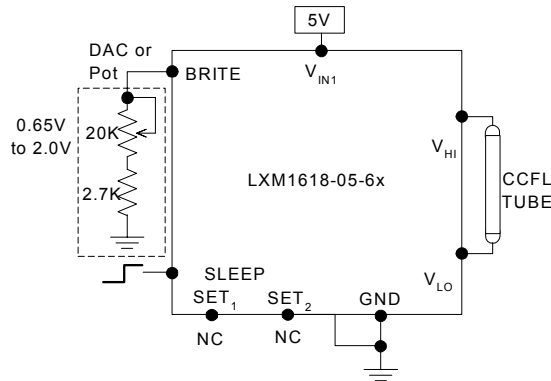 5V
DAC or
Pot
BRITE
VIN1
0.65V
to 2.0V
20K
2.7K
VHI
LXM1618-05-6x
CCFL
TUBE
SLEEP
VLO
SET1
SET2
GND
NC
NC